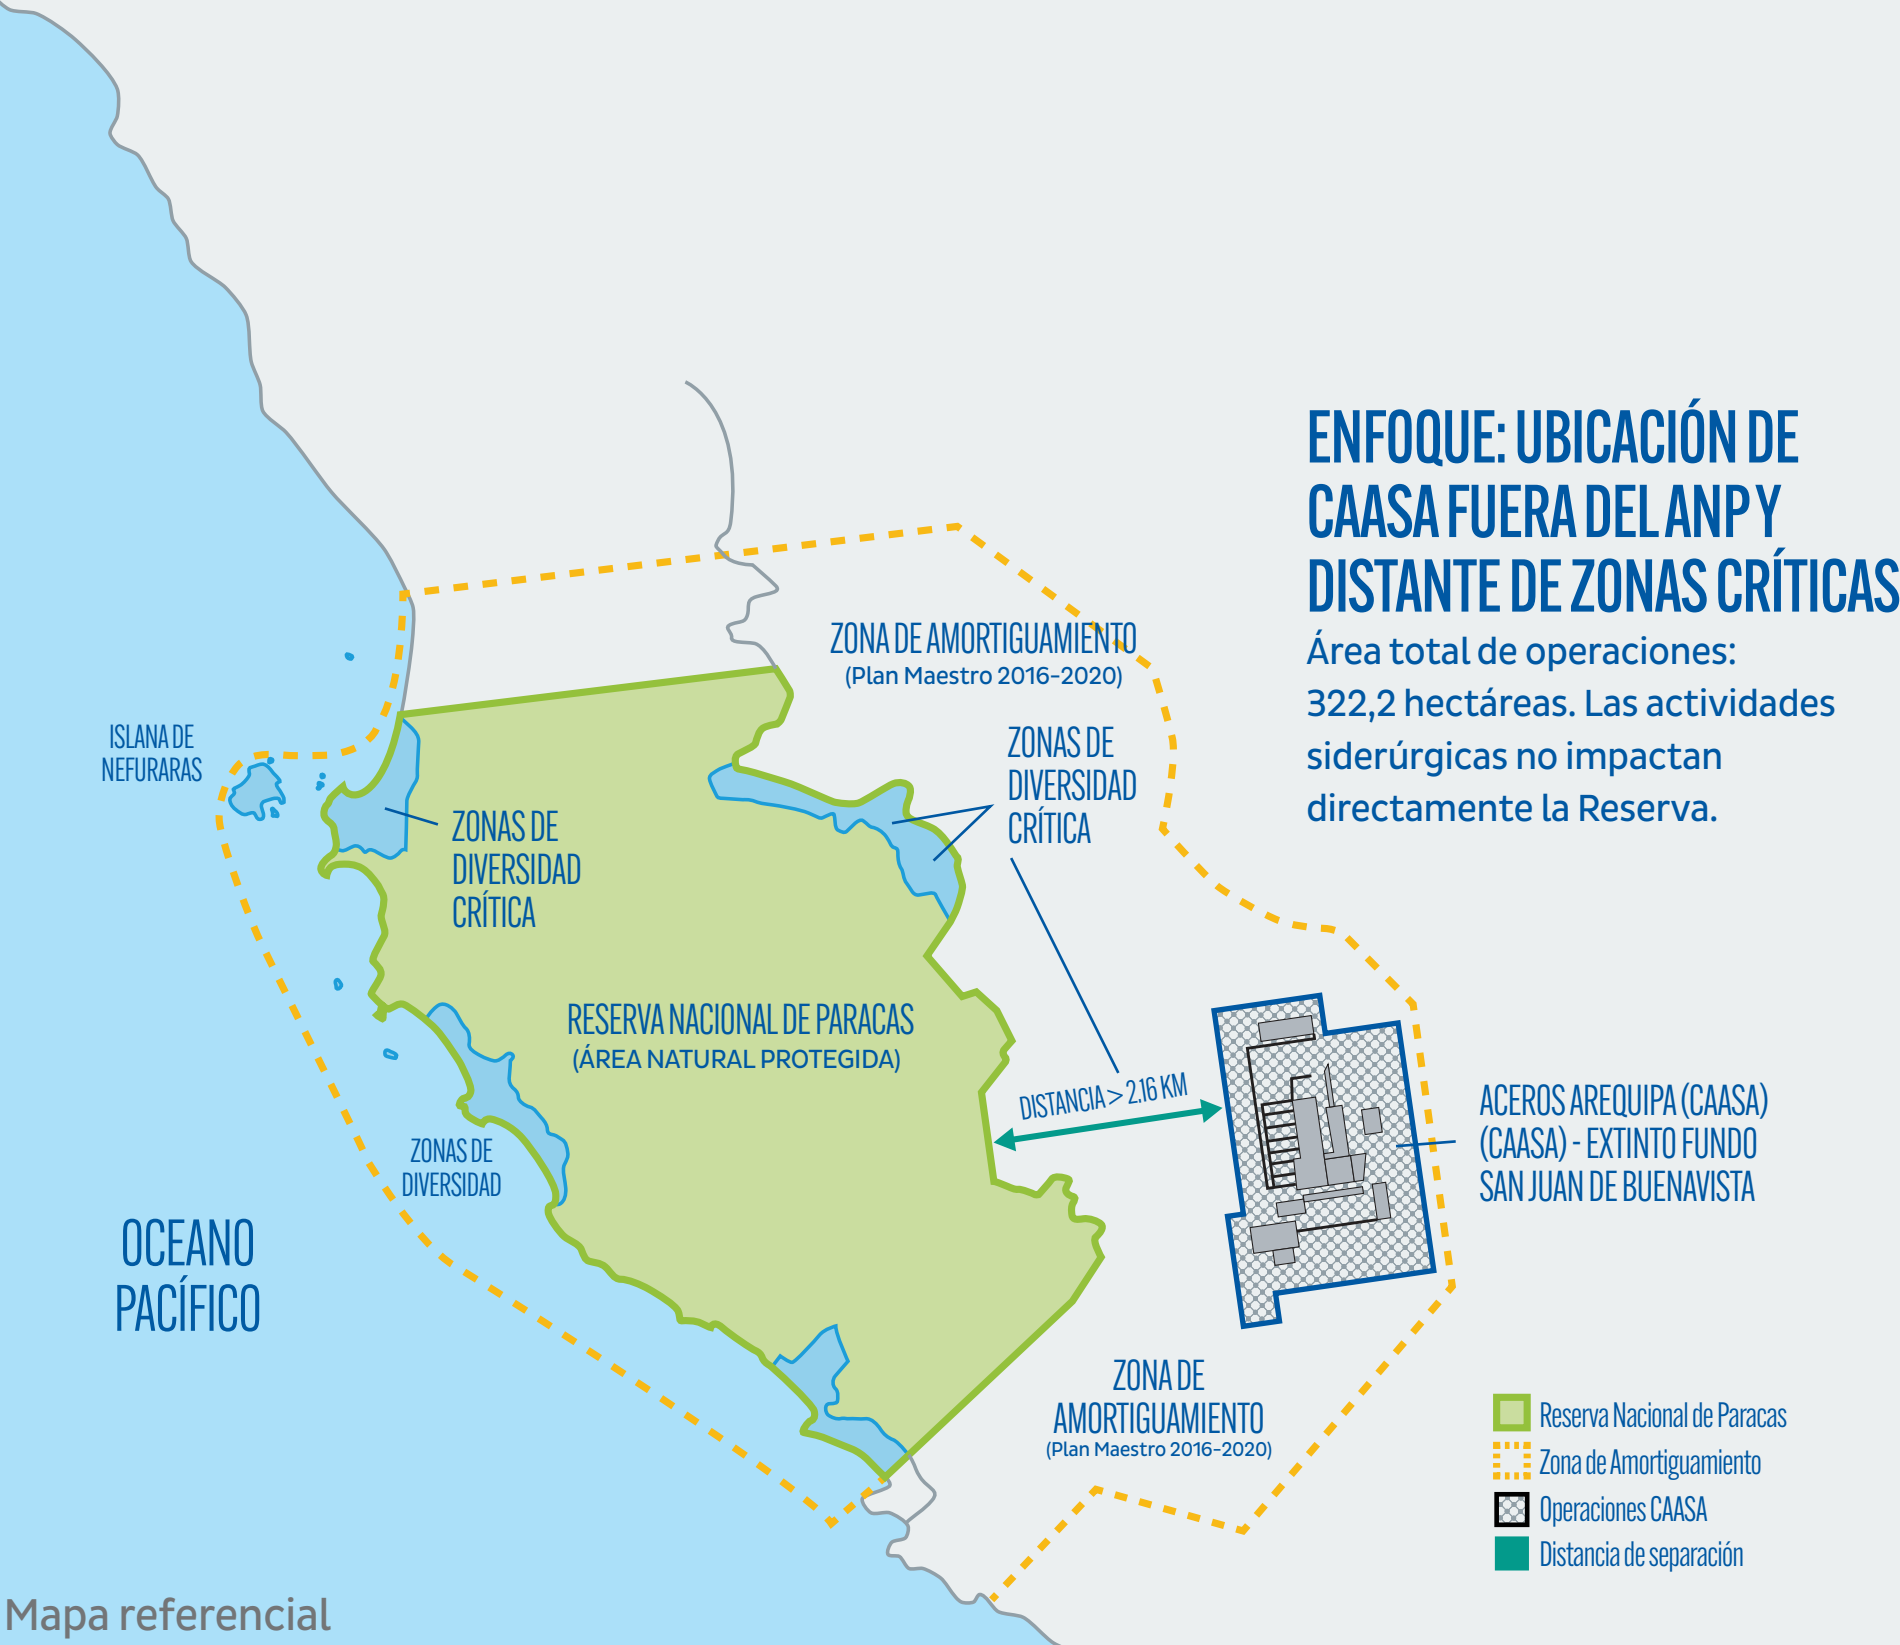 ENFOQUE: UBICACIÓN DE
CAASA FUERA DEL ANP Y
DISTANTE DE ZONAS CRÍTICAS
Área total de operaciones:
322,2 hectáreas. Las actividades
siderúrgicas no impactan
directamente la Reserva.
ZONA DE AMORTIGUAMIENTO
(Plan Maestro 2016-2020)
ISLANA DE
NEFURARAS
ZONAS DE
DIVERSIDAD
CRÍTICA
ZONAS DE
DIVERSIDAD
CRÍTICA
RESERVA NACIONAL DE PARACAS
(ÁREA NATURAL PROTEGIDA)
DISTANCIA > 2.16 KM
ACEROS AREQUIPA (CAASA)
(CAASA) - EXTINTO FUNDO
SAN JUAN DE BUENAVISTA
ZONAS DE
DIVERSIDAD
OCEANO
PACÍFICO
ZONA DE
AMORTIGUAMIENTO
(Plan Maestro 2016-2020)
Reserva Nacional de Paracas
Zona de Amortiguamiento
Operaciones CAASA
Distancia de separación
Mapa referencial